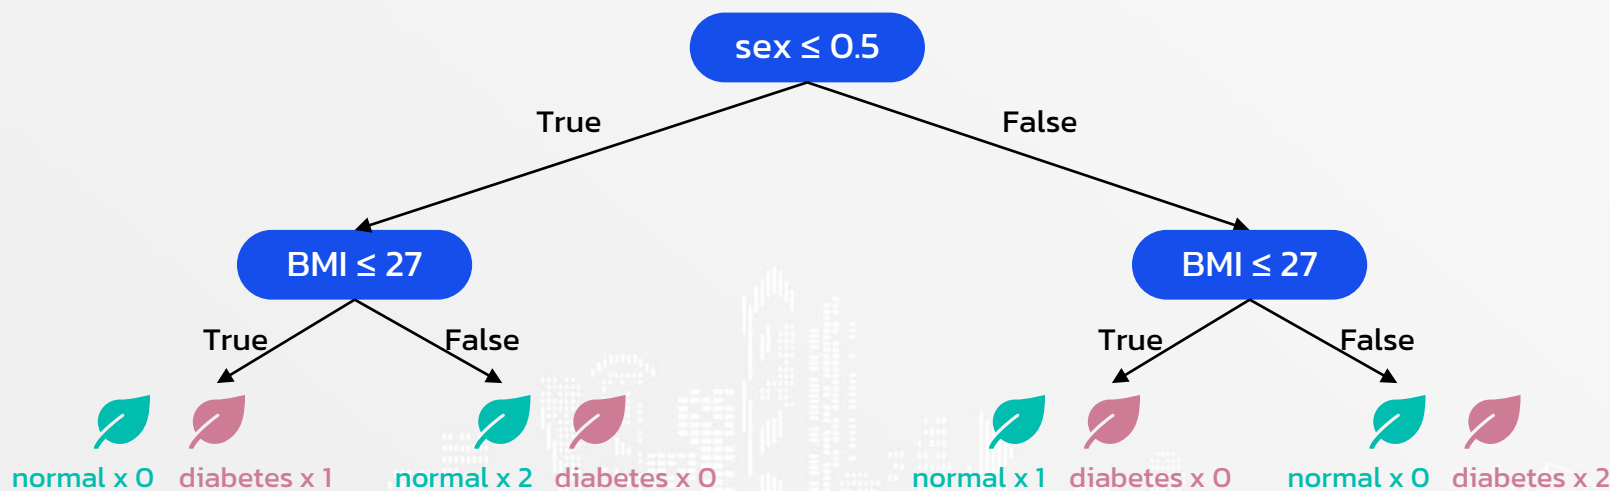 sex ≤ 0.5
True
False
BMI ≤ 27
BMI ≤ 27
True
False
True
False
normal x 0
diabetes x 1
normal x 2
diabetes x 0
normal x 1
diabetes x 0
normal x 0
diabetes x 2